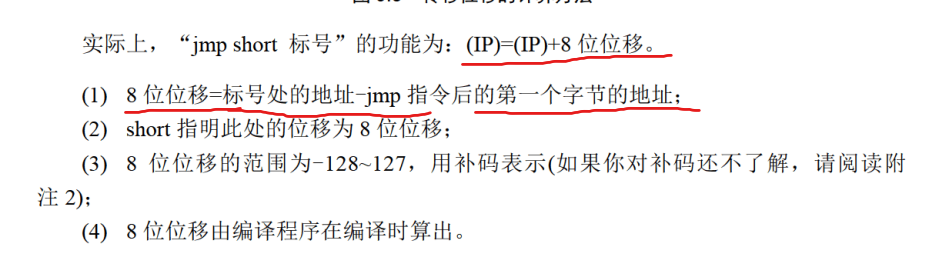 实际上，“jmp short 标号”的功能为：(IP)=(IP)+8 位位移。
(1) 8 位位移=标号处的地址-jmp 指令后的第一个字节的地址；
(2) short 指明此处的位移为 8 位位移；
(3) 8 位位移的范围为-128~127，用补码表示(如果你对补码还不了解，请阅读附
注 2)；
(4) 8 位位移由编译程序在编译时算出。